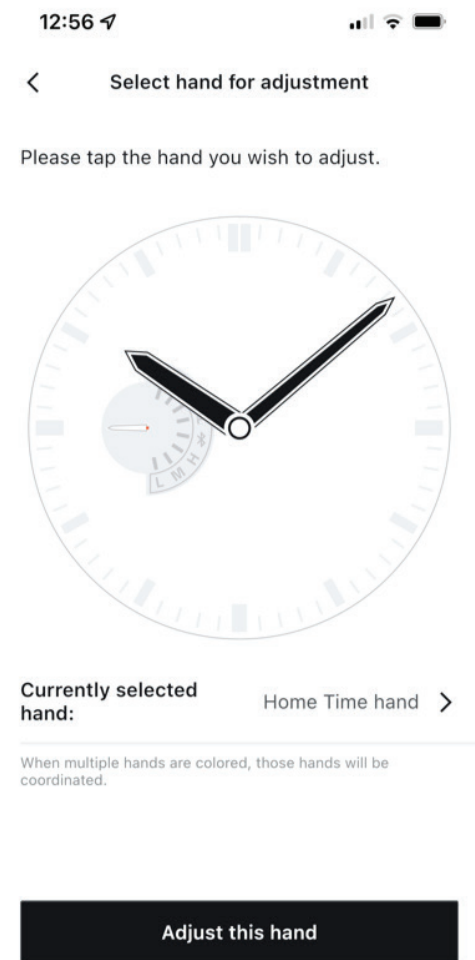 12:56
Select hand for adjustment
Please tap the hand you wish to adjust.
H
M
L
Currently selected
hand:
Home Time hand
When multiple hands are colored, those hands will be
coordinated.
Adjust this hand